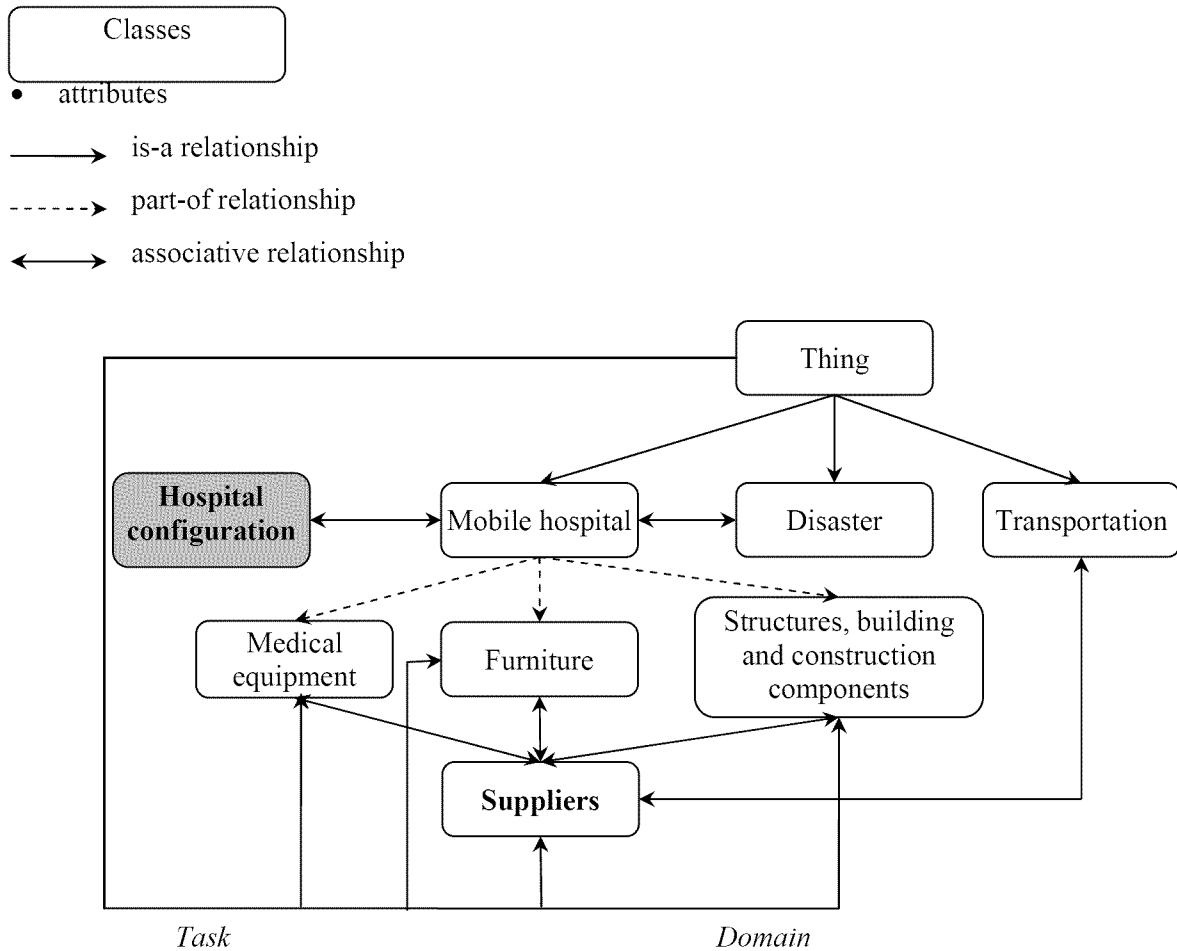 Classes
• attributes
is-a relationship
part-of relationship
associative relationship
Thing
Hospital
configuration
Mobile hospital
Disaster
Transportation
Medical
equipment
Furniture
Structures, building
and construction
components
Suppliers
Task
Domain